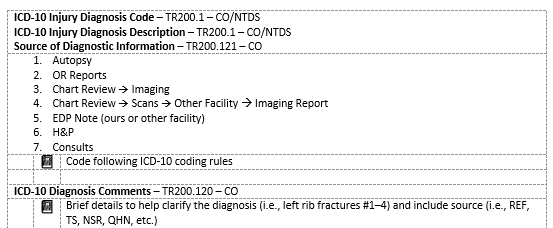 ICD-10 Injury Diagnosis Code – TR200.1 – CO/NTDS
ICD-10 Injury Diagnosis Description – TR200.1 – CO/NTDS
Source of Diagnostic Information – TR200.121 – CO
1. Autopsy
2. OR Reports
3. Chart Review → Imaging
4. Chart Review → Scans → Other Facility → Imaging Report
5. EDP Note (ours or other facility)
6. H&P
7. Consults
Code following ICD-10 coding rules
ICD-10 Diagnosis Comments – TR200.120 – CO
Brief details to help clarify the diagnosis (i.e., left rib fractures #1–4) and include source (i.e., REF,
TS, NSR, QHN, etc.)